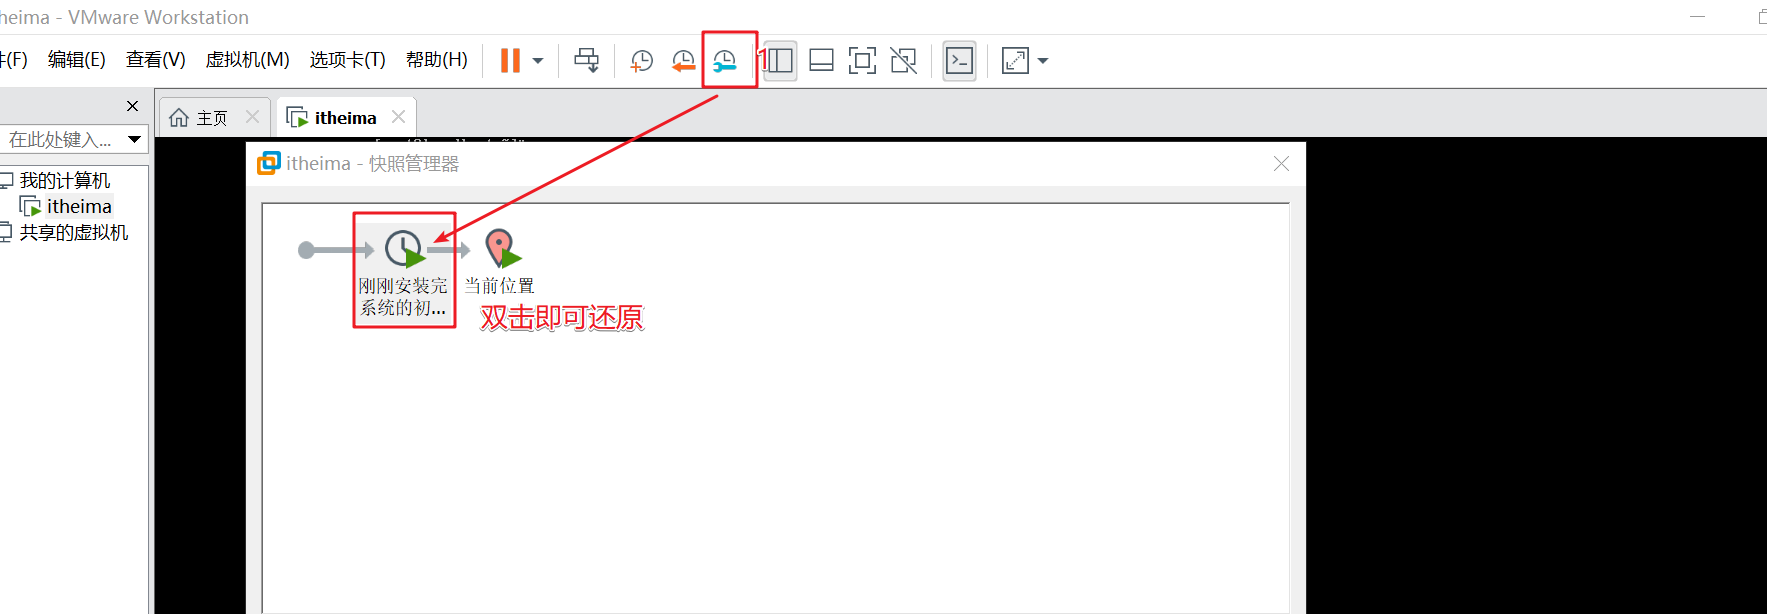 heima - VMware Workstation
件(F) 编辑(E) 查看(V) 虚拟机(M) 选项卡(T) 帮助(H)
1
主页
itheima
在此处键入...
我的计算机
itheima
共享的虚拟机
itheima - 快照管理器
刚刚安装完
系统的初...
当前位置
双击即可还原